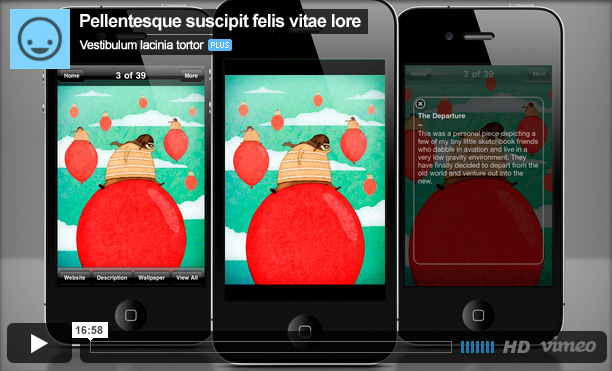 Pellentesque suscipit felis vitae lore
Vestibulum lacinia tortor PLUS
Home 3 of 39 More
Website Description Wallpaper View All
Home 3 of 39 More
The Departure
--
This was a personal piece depicting a
few of my tiny little sketchbook friends
who dabble in aviation and live in a
very low gravity environment. They
have finally decided to depart from the
old world and venture out into the
new.
16:58
HD vimeo